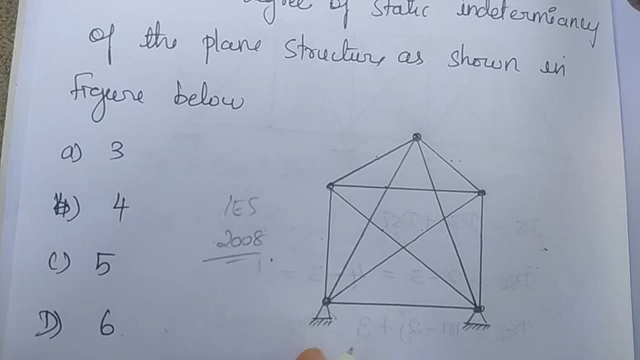 of static indeterminancy
of the plane structure, as shown in
Figure below
a) 3
b) 4
c) 5
D) 6
IES
2008